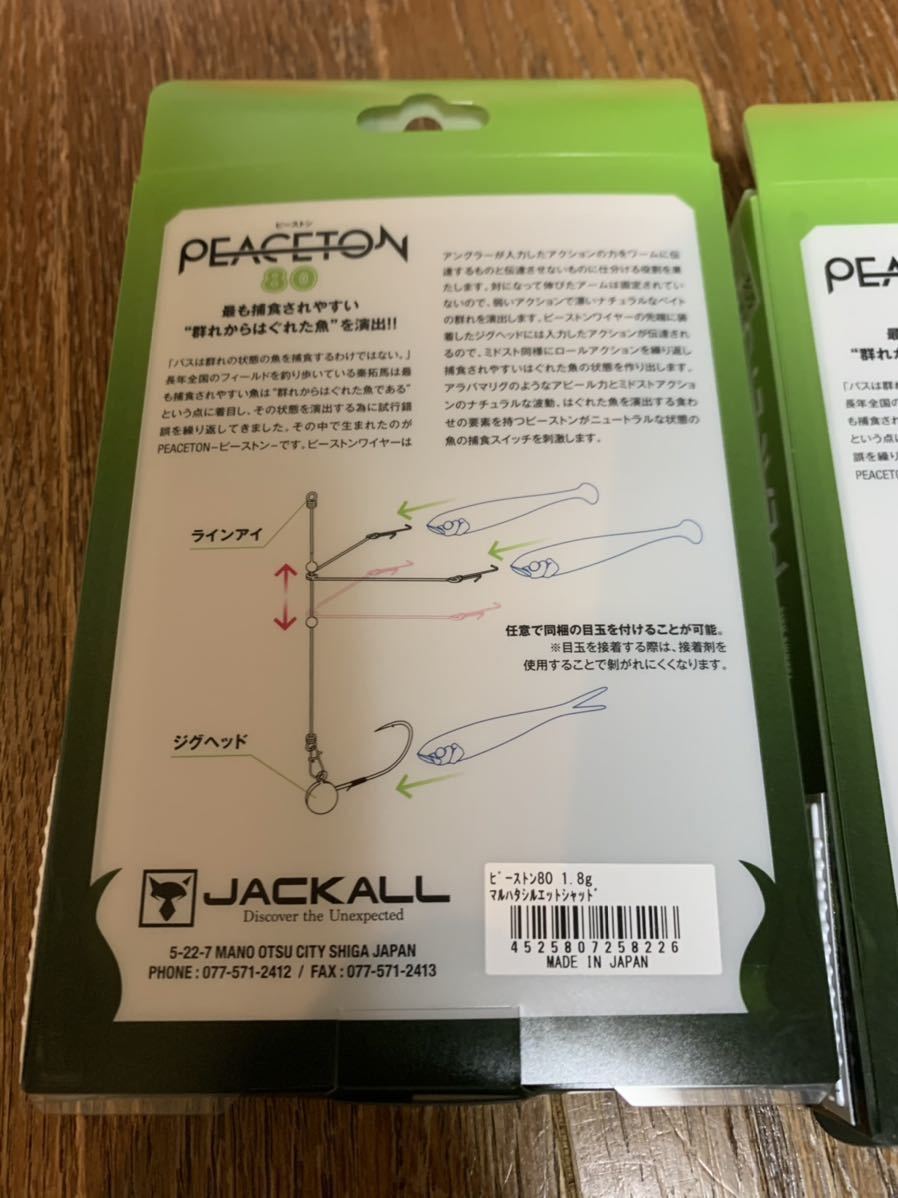 ピーストン
PEACETON
80
最も捕食されやすい
“群れからはぐれた魚”を演出!!
「バスは群れの状態の魚を捕食するわけではない。」
長年全国のフィールドを釣り歩いている秦拓馬は最
も捕食されやすい魚は“群れからはぐれた魚である”
という点に着目し、その状態を演出する為に試行錯
誤を繰り返してきました。その中で生まれたのが
PEACETON−ピーストン−です。ピーストンワイヤーは
アングラーが入力したアクションの力をワームに伝
達するものと伝達させないものに仕分ける役割を果
たします。対になって伸びたアームは固定されてい
ないので、弱いアクションで漂いナチュラルなベイト
の群れを演出します。ピーストンワイヤーの先端に装
着したジグヘッドには入力したアクションが伝達され
るので、ミドスト同様にロールアクションを繰り返し
捕食されやすいはぐれた魚の状態を作り出します。
アラバマリグのようなアピール力とミドストアクション
のナチュラルな波動、はぐれた魚を演出する食わ
せの要素を持つピーストンがニュートラルな状態の
魚の捕食スイッチを刺激します。
ラインアイ
任意で同梱の目玉を付けることが可能。
※目玉を接着する際は、接着剤を
使用することで剝がれにくくなります。
ジグヘッド
JACKALL
Discover the Unexpected
5-22-7 MANO OTSU CITY SHIGA JAPAN
PHONE : 077-571-2412 / FAX : 077-571-2413
ﾋﾟｰｽﾄﾝ80 1.8g
ﾏﾙﾊﾀｼﾙｴｯﾄｼｬｯﾄﾞ
4525807258226
MADE IN JAPAN
PEA
最
“群れか
「バスは群れ
長年全国の
も捕食され
という点に
誤を繰り
PEACETO